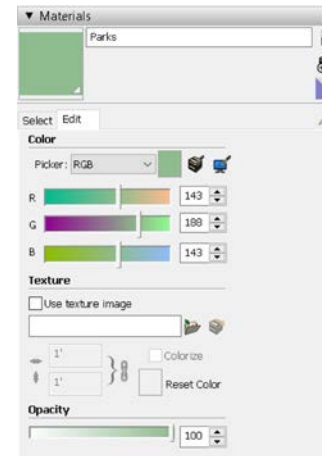 ▼ Materials
Parks
Select Edit
Color
Picker: RGB
R 143
G 188
B 143
Texture
Use texture image
1'
1'
Colorize
Reset Color
Opacity
100